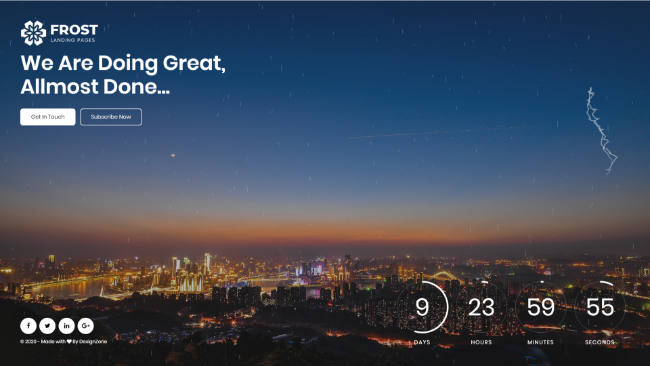 FROST
LANDING PAGES
We Are Doing Great,
Allmost Done...
Get In Touch
Subscribe Now
9
23
59
55
DAYS
HOURS
MINUTES
SECONDS
f
in
G+
© 2020 - Made with ❤ By DesignZone